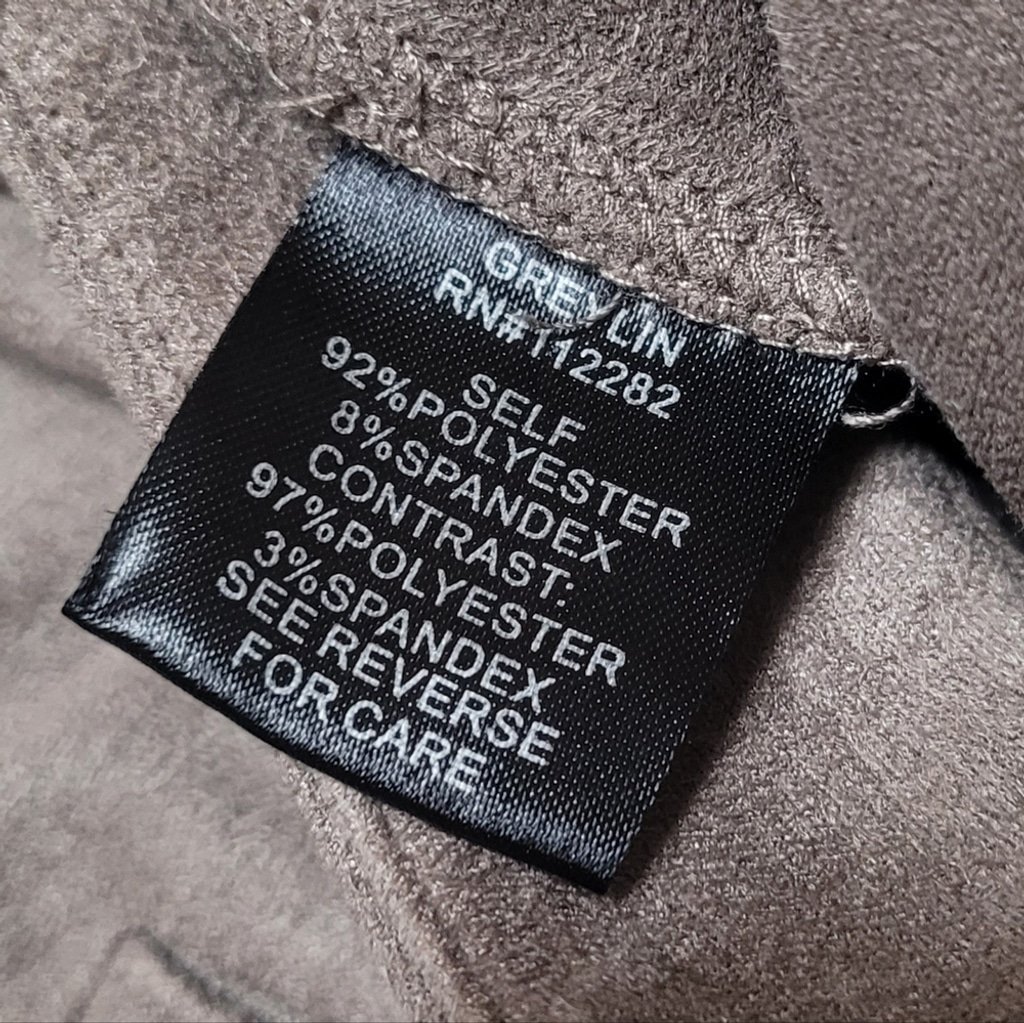 GREYLIN
RN#112282
SELF
92%POLYESTER
8%SPANDEX
CONTRAST:
97%POLYESTER
3%SPANDEX
SEE REVERSE
FOR CARE